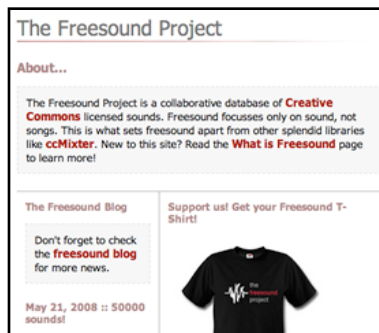 The Freesound Project
About...
The Freesound Project is a collaborative database of Creative
Commons licensed sounds. Freesound focusses only on sound, not
songs. This is what sets freesound apart from other splendid libraries
like ccMixter. New to this site? Read the What is Freesound page
to learn more!
The Freesound Blog
Don't forget to check
the freesound blog
for more news.
May 21, 2008 :: 50000
sounds!
Support us! Get your Freesound T-
Shirt!
the
freesound
project